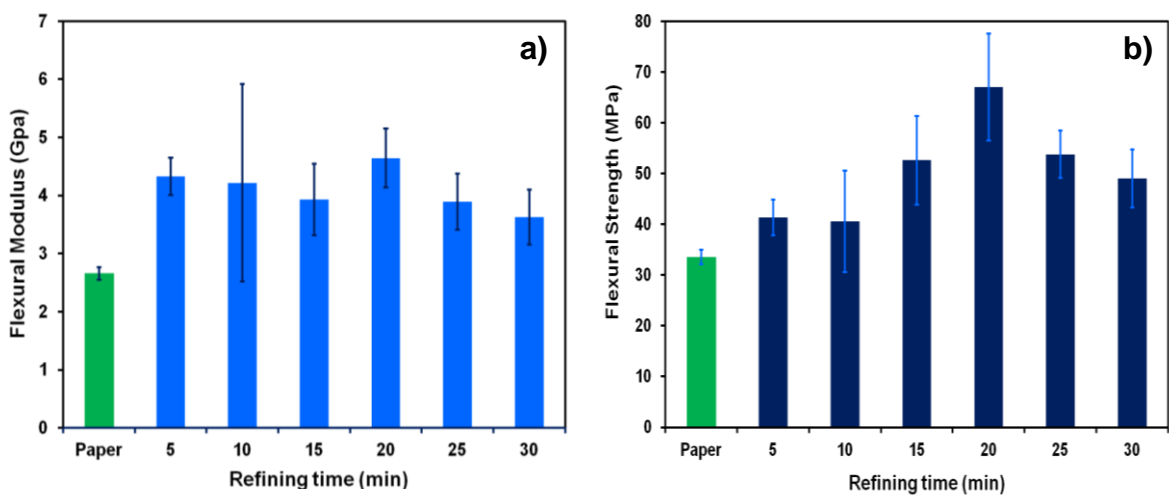 a)
Flexural Modulus (Gpa)
7
6
5
4
3
2
1
0
Paper 5 10 15 20 25 30
Refining time (min)
b)
Flexural Strength (MPa)
80
70
60
50
40
30
20
10
0
Paper 5 10 15 20 25 30
Refining time (min)